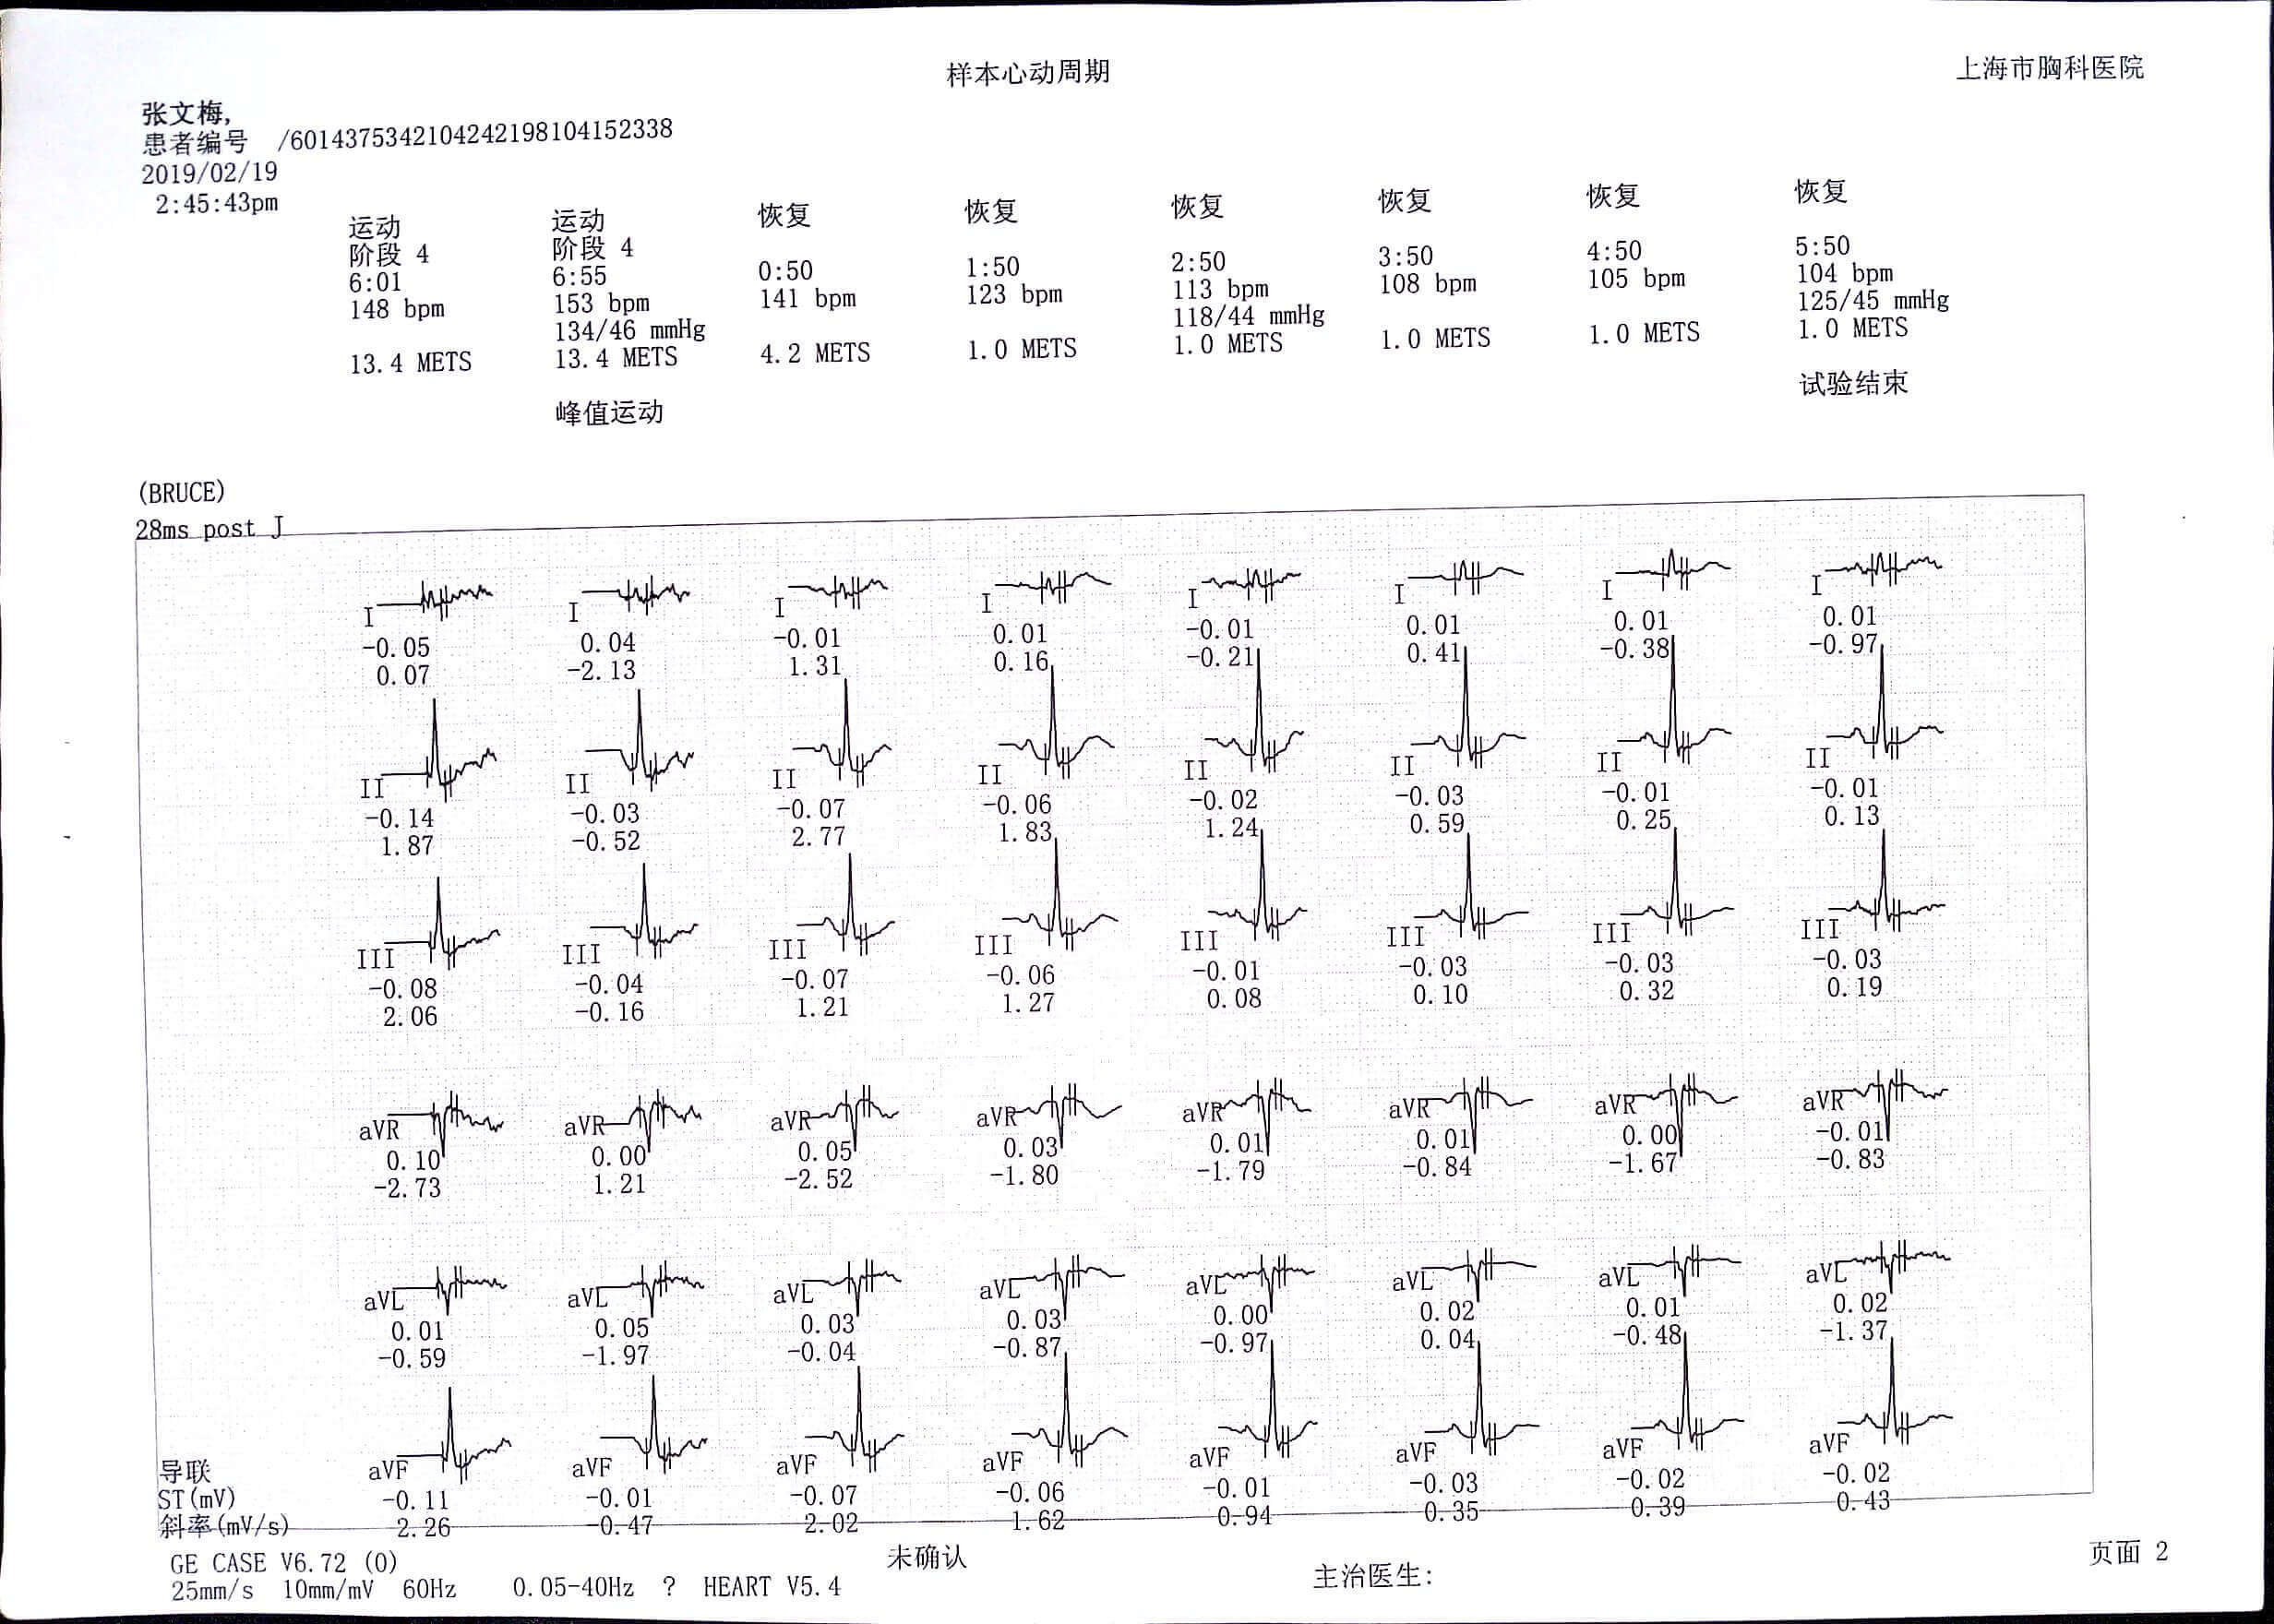 样本心动周期
上海市胸科医院
张文梅,
患者编号 /6014375342104242198104152338
2019/02/19
2:45:43pm
运动 运动 恢复 恢复 恢复 恢复 恢复 恢复
阶段 4 阶段 4
6:01 6:55 0:50 1:50 2:50 3:50 4:50 5:50
148 bpm 153 bpm 141 bpm 123 bpm 113 bpm 108 bpm 105 bpm 104 bpm
134/46 mmHg 118/44 mmHg 125/45 mmHg
13.4 METS 13.4 METS 4.2 METS 1.0 METS 1.0 METS 1.0 METS 1.0 METS 1.0 METS
峰值运动 试验结束
(BRUCE)
28ms post J
I I I I I I I I
-0.05 0.04 -0.01 0.01 -0.01 0.01 0.01 0.01
0.07 -2.13 1.31 0.16 -0.21 0.41 -0.38 -0.97
II II II II II II II II
-0.14 -0.03 -0.07 -0.06 -0.02 -0.03 -0.01 -0.01
1.87 -0.52 2.77 1.83 1.24 0.59 0.25 0.13
III III III III III III III III
-0.08 -0.04 -0.07 -0.06 -0.01 -0.03 -0.03 -0.03
2.06 -0.16 1.21 1.27 0.08 0.10 0.32 0.19
aVR aVR aVR aVR aVR aVR aVR aVR
0.10 0.00 0.05 0.03 0.01 0.01 0.00 -0.01
-2.73 1.21 -2.52 -1.80 -1.79 -0.84 -1.67 -0.83
aVL aVL aVL aVL aVL aVL aVL aVL
0.01 0.05 0.03 0.03 0.00 0.02 0.01 0.02
-0.59 -1.97 -0.04 -0.87 -0.97 0.04 -0.48 -1.37
导联 aVF aVF aVF aVF aVF aVF aVF aVF
ST(mV) -0.11 -0.01 -0.07 -0.06 -0.01 -0.03 -0.02 -0.02
斜率(mV/s) 2.26 -0.47 2.02 1.62 0.94 0.35 0.39 0.43
GE CASE V6.72 (0) 未确认 主治医生: 页面 2
25mm/s 10mm/mV 60Hz 0.05-40Hz ? HEART V5.4